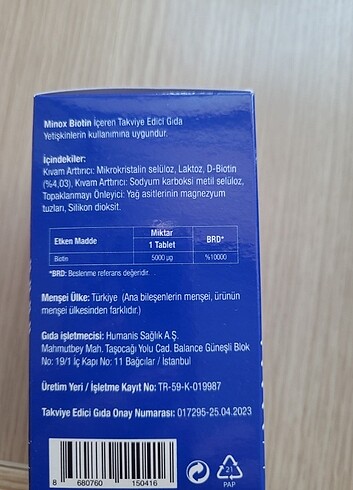 Minox Biotin İçeren Takviye Edici Gıda
Yetişkinlerin kullanımına uygundur.
İçindekiler:
Kıvam Arttırıcı: Mikrokristalin selüloz, Laktoz, D-Biotin
(%4,03), Kıvam Arttırıcı: Sodyum karboksi metil selüloz,
Topaklanmayı Önleyici: Yağ asitlerinin magnezyum
tuzları, Silikon dioksit.
Etken Madde Miktar 1 Tablet BRD*
Biotin 5000 µg %10000
*BRD: Beslenme referans değeridir.
Menşei Ülke: Türkiye (Ana bileşenlerin menşei, ürünün
menşei ülkesinden farklıdır.)
Gıda işletmecisi: Humanis Sağlık A.Ş.
Mahmutbey Mah. Taşocağı Yolu Cad. Balance Güneşli Blok
No: 19/1 İç Kapı No: 11 Bağcılar / İstanbul
Üretim Yeri / İşletme Kayıt No: TR-59-K-019987
Takviye Edici Gıda Onay Numarası: 017295-25.04.2023
8 680760 150416
21
PAP